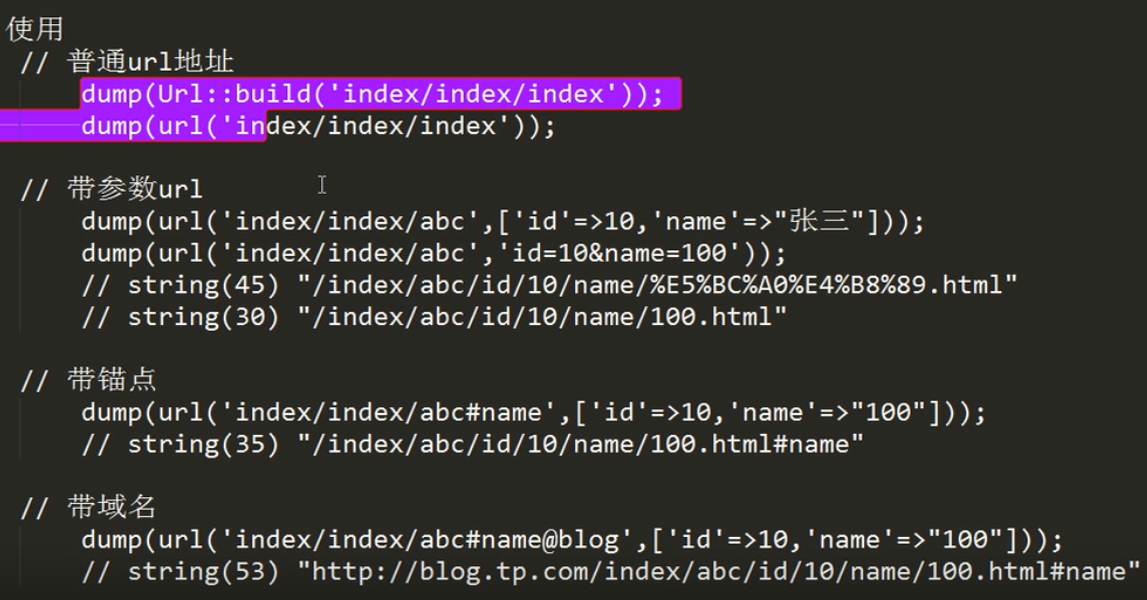 使用
// 普通url地址
dump(Url::build('index/index/index'));
dump(url('index/index/index'));
// 带参数url
dump(url('index/index/abc',['id'=>10,'name'=>"张三"]));
dump(url('index/index/abc','id=10&name=100'));
// string(45) "/index/abc/id/10/name/%E5%BC%A0%E4%B8%89.html"
// string(30) "/index/abc/id/10/name/100.html"
// 带锚点
dump(url('index/index/abc#name',['id'=>10,'name'=>"100"]));
// string(35) "/index/abc/id/10/name/100.html#name"
// 带域名
dump(url('index/index/abc#name@blog',['id'=>10,'name'=>"100"]));
// string(53) "http://blog.tp.com/index/abc/id/10/name/100.html#name"